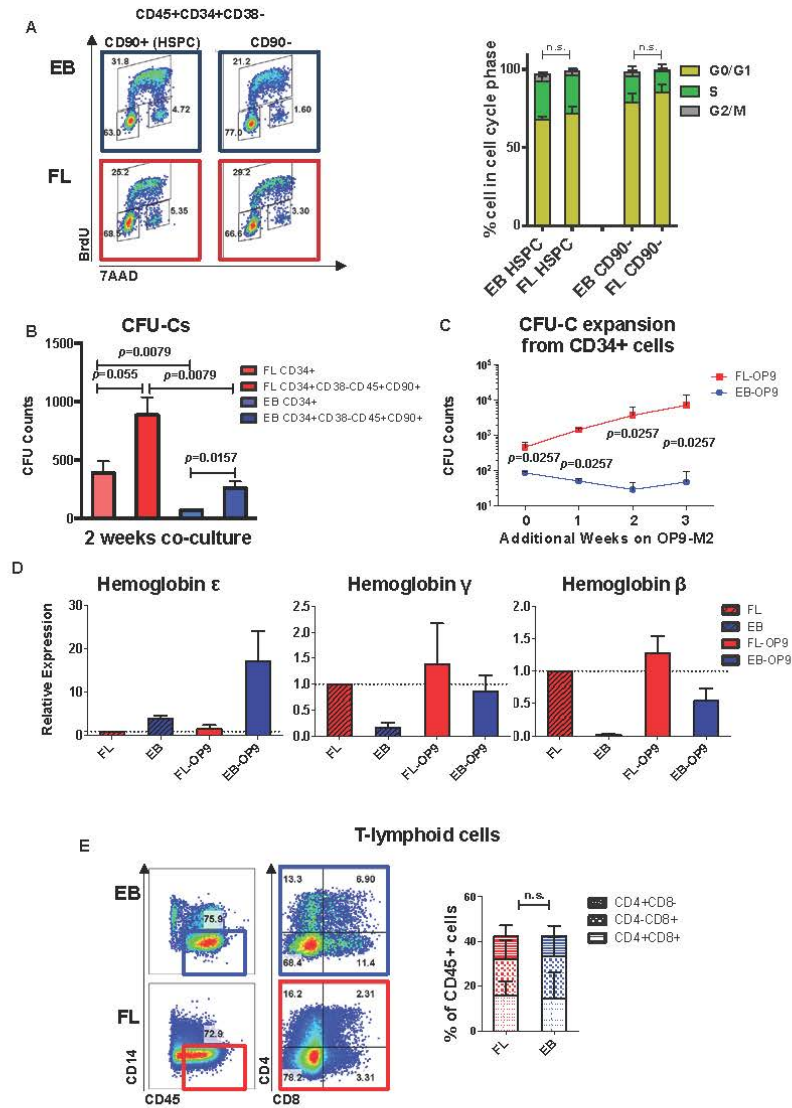 A
CD45+CD34+CD38-
CD90+ (HSPC)
CD90-
EB
31.8
4.72
63.0
21.2
1.60
77.0
FL
25.2
5.35
68.5
29.2
3.30
66.6
BrdU
7AAD
% cell in cell cycle phase
100
50
0
n.s.
n.s.
G0/G1
S
G2/M
EB HSPC
FL HSPC
EB CD90-
FL CD90-
B
CFU-Cs
CFU Counts
1500
1000
500
0
p=0.0079
p=0.055
p=0.0079
p=0.0157
FL CD34+
FL CD34+CD38-CD45+CD90+
EB CD34+
EB CD34+CD38-CD45+CD90+
2 weeks co-culture
C
CFU-C expansion
from CD34+ cells
CFU Counts
10⁵
10⁴
10³
10²
10¹
FL-OP9
EB-OP9
p=0.0257
p=0.0257
p=0.0257
p=0.0257
0 1 2 3
Additional Weeks on OP9-M2
D
Hemoglobin ε
Relative Expression
30
20
10
0
FL
EB
FL-OP9
EB-OP9
Hemoglobin γ
2.5
2.0
1.5
1.0
0.5
0.0
FL
EB
FL-OP9
EB-OP9
Hemoglobin β
2.0
1.5
1.0
0.5
0.0
FL
EB
FL-OP9
EB-OP9
FL
EB
FL-OP9
EB-OP9
E
T-lymphoid cells
EB
75.9
13.3
6.90
68.4
11.4
FL
72.9
16.2
2.31
78.2
3.31
CD14
CD45
CD4
CD8
% of CD45+ cells
60
40
20
0
n.s.
CD4+CD8-
CD4-CD8+
CD4+CD8+
FL
EB